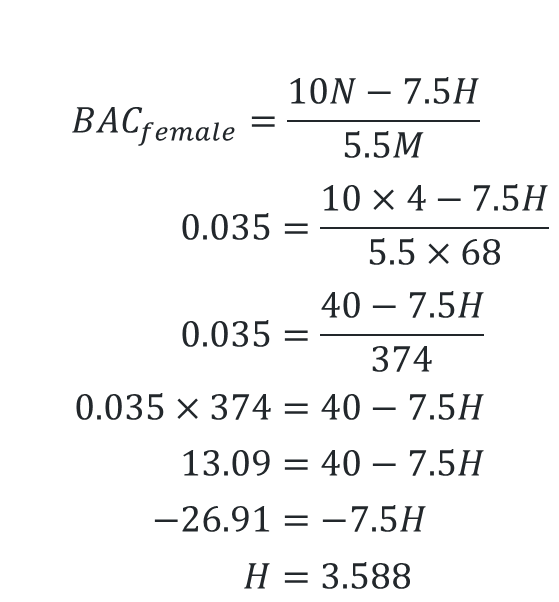 BAC_female = (10N − 7.5H) / 5.5M
0.035 = (10 × 4 − 7.5H) / (5.5 × 68)
0.035 = (40 − 7.5H) / 374
0.035 × 374 = 40 − 7.5H
13.09 = 40 − 7.5H
−26.91 = −7.5H
H = 3.588